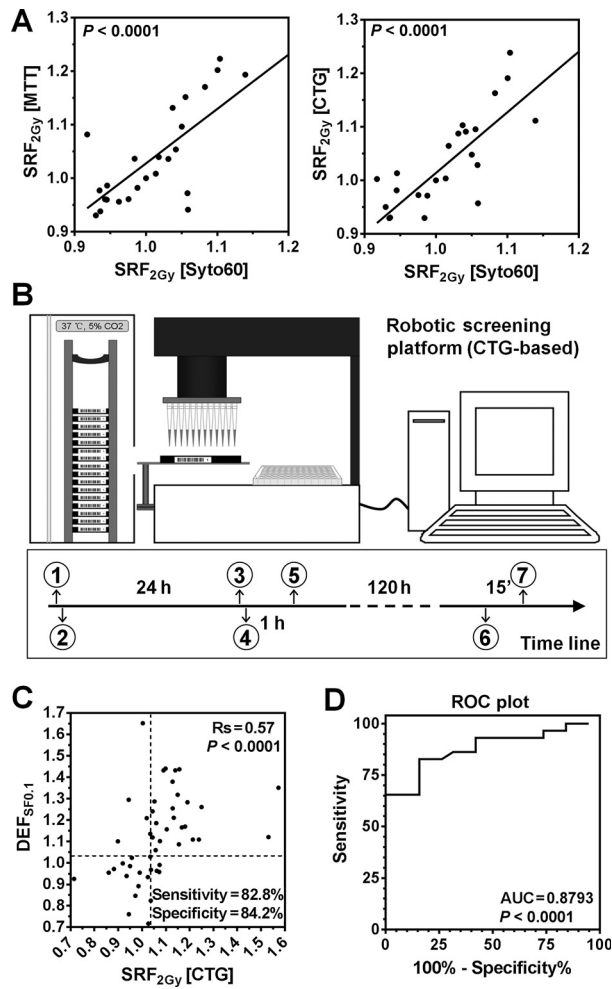 A
P < 0.0001
SRF2Gy [MTT]
1.3
1.2
1.1
1.0
0.9
0.9 1.0 1.1 1.2
SRF2Gy [Syto60]
P < 0.0001
SRF2Gy [CTG]
1.3
1.2
1.1
1.0
0.9
0.9 1.0 1.1 1.2
SRF2Gy [Syto60]
B
37 ℃, 5% CO2
Robotic screening
platform (CTG-based)
1 3 5 7
24 h 120 h 15’
2 4 6
1 h
Time line
C
DEFSF0.1
1.7
1.6
1.5
1.4
1.3
1.2
1.1
1.0
0.9
0.8
0.7
Rs = 0.57
P < 0.0001
Sensitivity = 82.8%
Specificity = 84.2%
0.7 0.8 0.9 1.0 1.1 1.2 1.3 1.4 1.5 1.6
SRF2Gy [CTG]
D
ROC plot
Sensitivity
100
75
50
25
0
AUC = 0.8793
P < 0.0001
0 25 50 75 100
100% - Specificity%